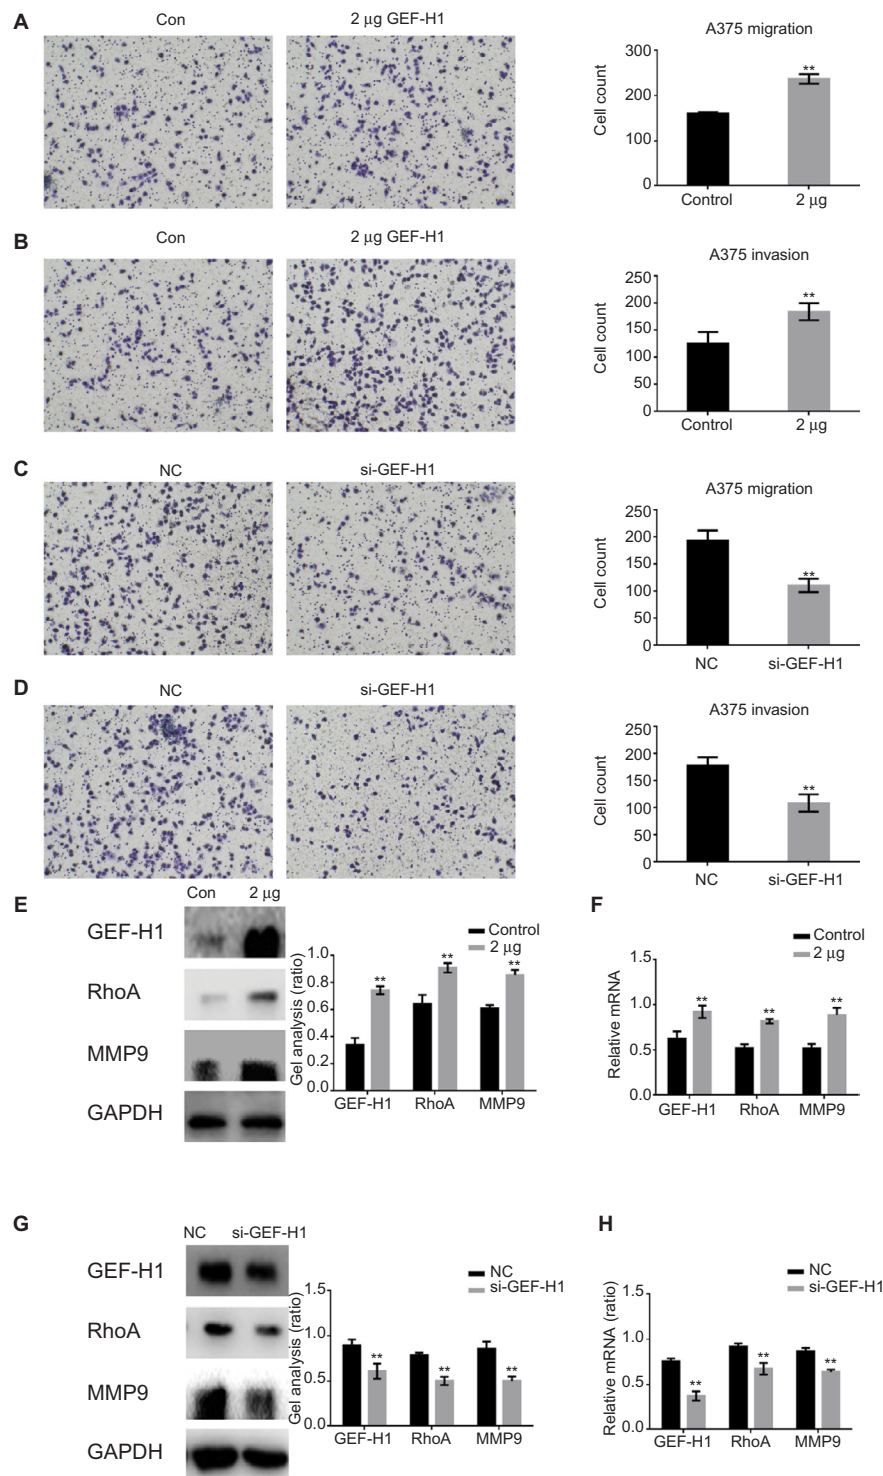 A
Con
2 μg GEF-H1
A375 migration
Cell count
300
200
100
0
**
Control
2 μg
B
Con
2 μg GEF-H1
A375 invasion
Cell count
250
200
150
100
50
0
**
Control
2 μg
C
NC
si-GEF-H1
A375 migration
Cell count
250
200
150
100
50
0
**
NC
si-GEF-H1
D
NC
si-GEF-H1
A375 invasion
Cell count
250
200
150
100
50
0
**
NC
si-GEF-H1
E
Con
2 μg
GEF-H1
RhoA
MMP9
GAPDH
Control
2 μg
Gel analysis (ratio)
1.0
0.8
0.6
0.4
0.2
0.0
**
**
**
GEF-H1
RhoA
MMP9
F
Control
2 μg
Relative mRNA
1.5
1.0
0.5
0.0
**
**
**
GEF-H1
RhoA
MMP9
G
NC
si-GEF-H1
GEF-H1
RhoA
MMP9
GAPDH
NC
si-GEF-H1
Gel analysis (ratio)
1.5
1.0
0.5
0.0
**
**
**
GEF-H1
RhoA
MMP9
H
NC
si-GEF-H1
Relative mRNA (ratio)
1.5
1.0
0.5
0.0
**
**
**
GEF-H1
RhoA
MMP9